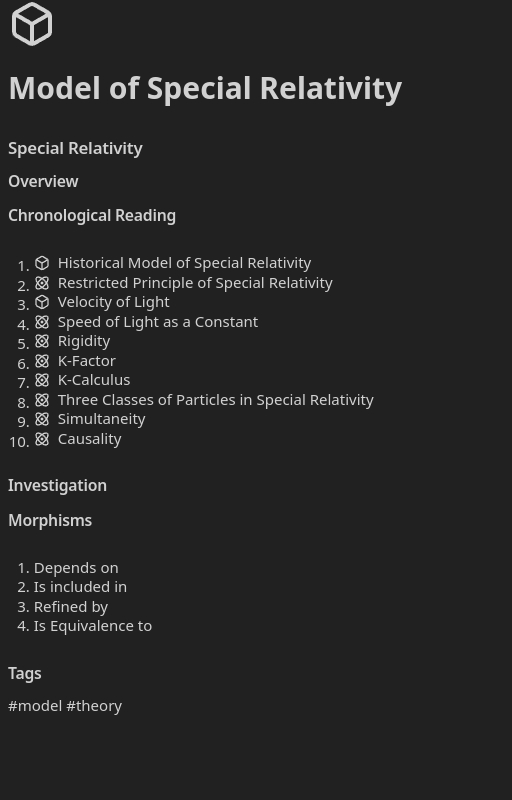 Model of Special Relativity
Special Relativity
Overview
Chronological Reading
1. Historical Model of Special Relativity
2. Restricted Principle of Special Relativity
3. Velocity of Light
4. Speed of Light as a Constant
5. Rigidity
6. K-Factor
7. K-Calculus
8. Three Classes of Particles in Special Relativity
9. Simultaneity
10. Causality
Investigation
Morphisms
1. Depends on
2. Is included in
3. Refined by
4. Is Equivalence to
Tags
#model #theory